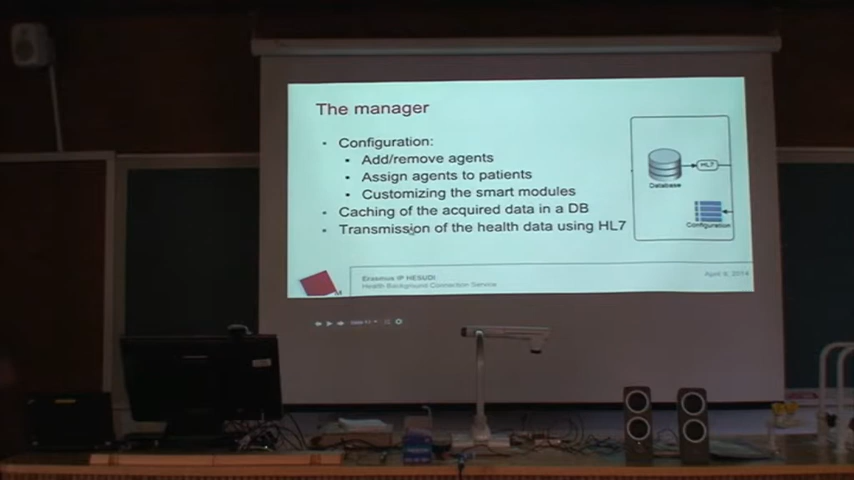 The manager
• Configuration:
• Add/remove agents
• Assign agents to patients
• Customizing the smart modules
• Caching of the acquired data in a DB
• Transmission of the health data using HL7
HL7
Database
Configuration
Erasmus IP HESUDI
Health Background Connection Service
April 8, 2014